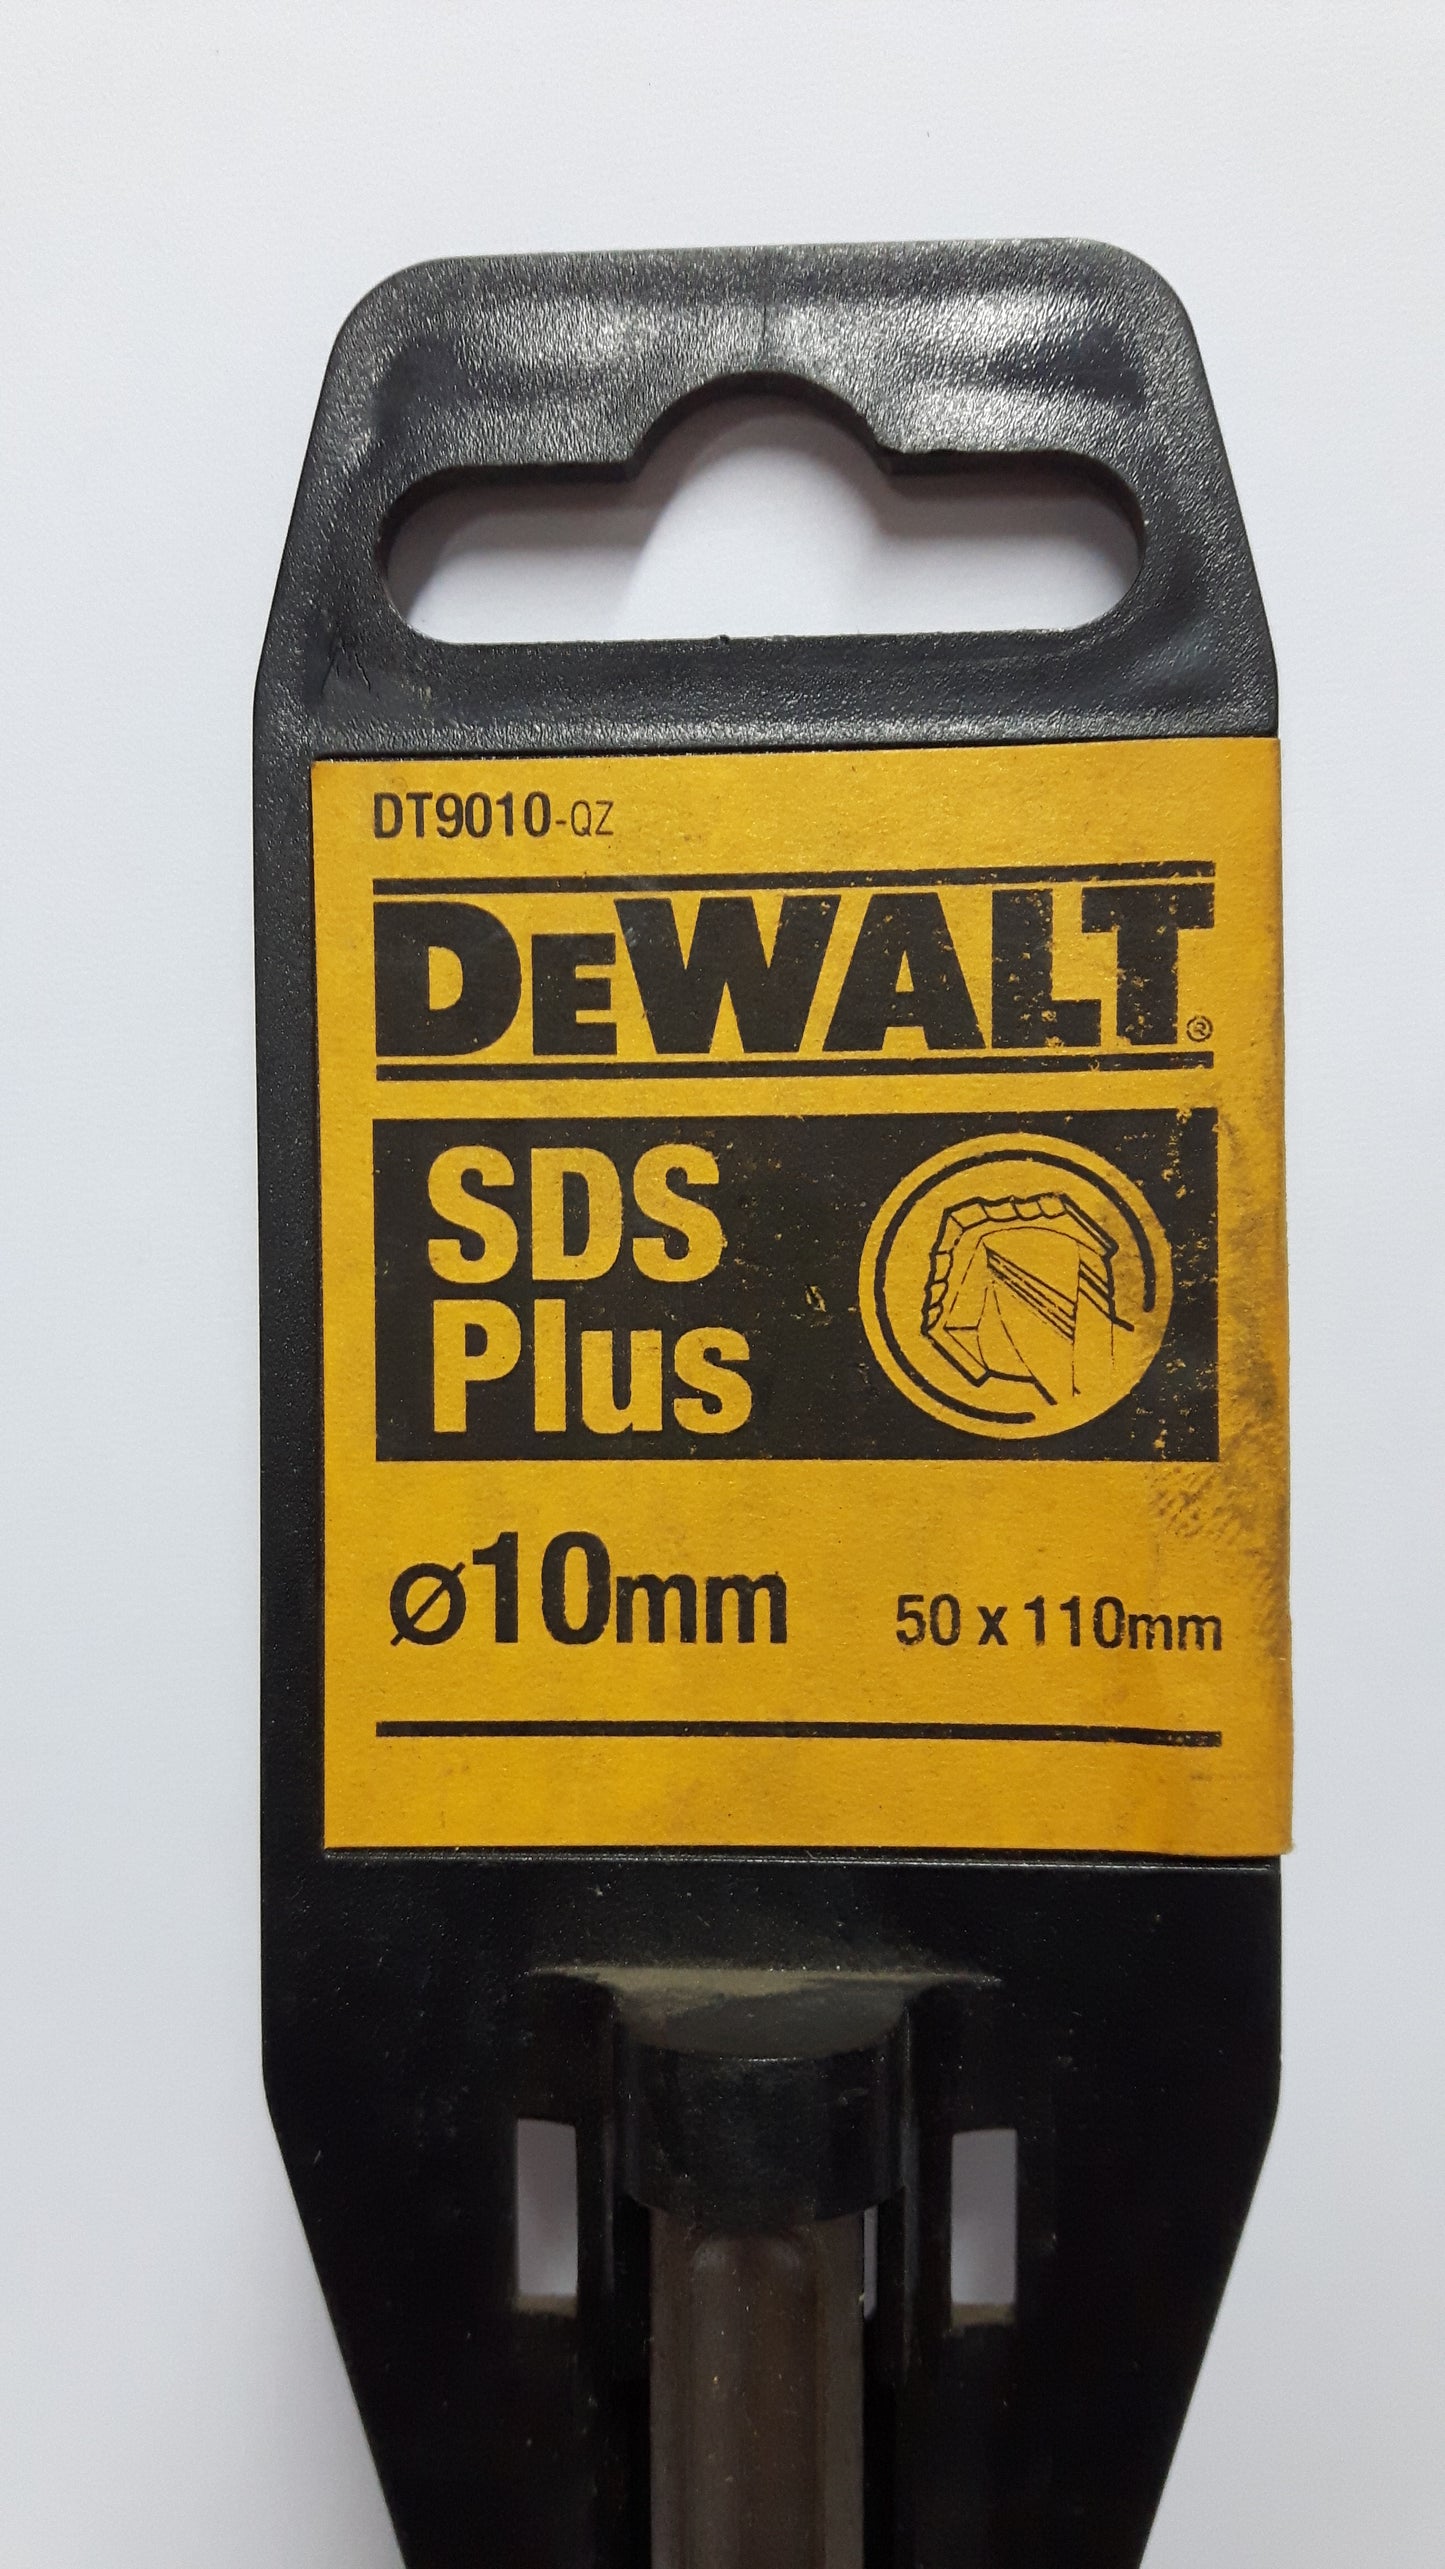 DT9010-QZ
DEWALT®
SDS
Plus
ø10mm 50 x 110mm